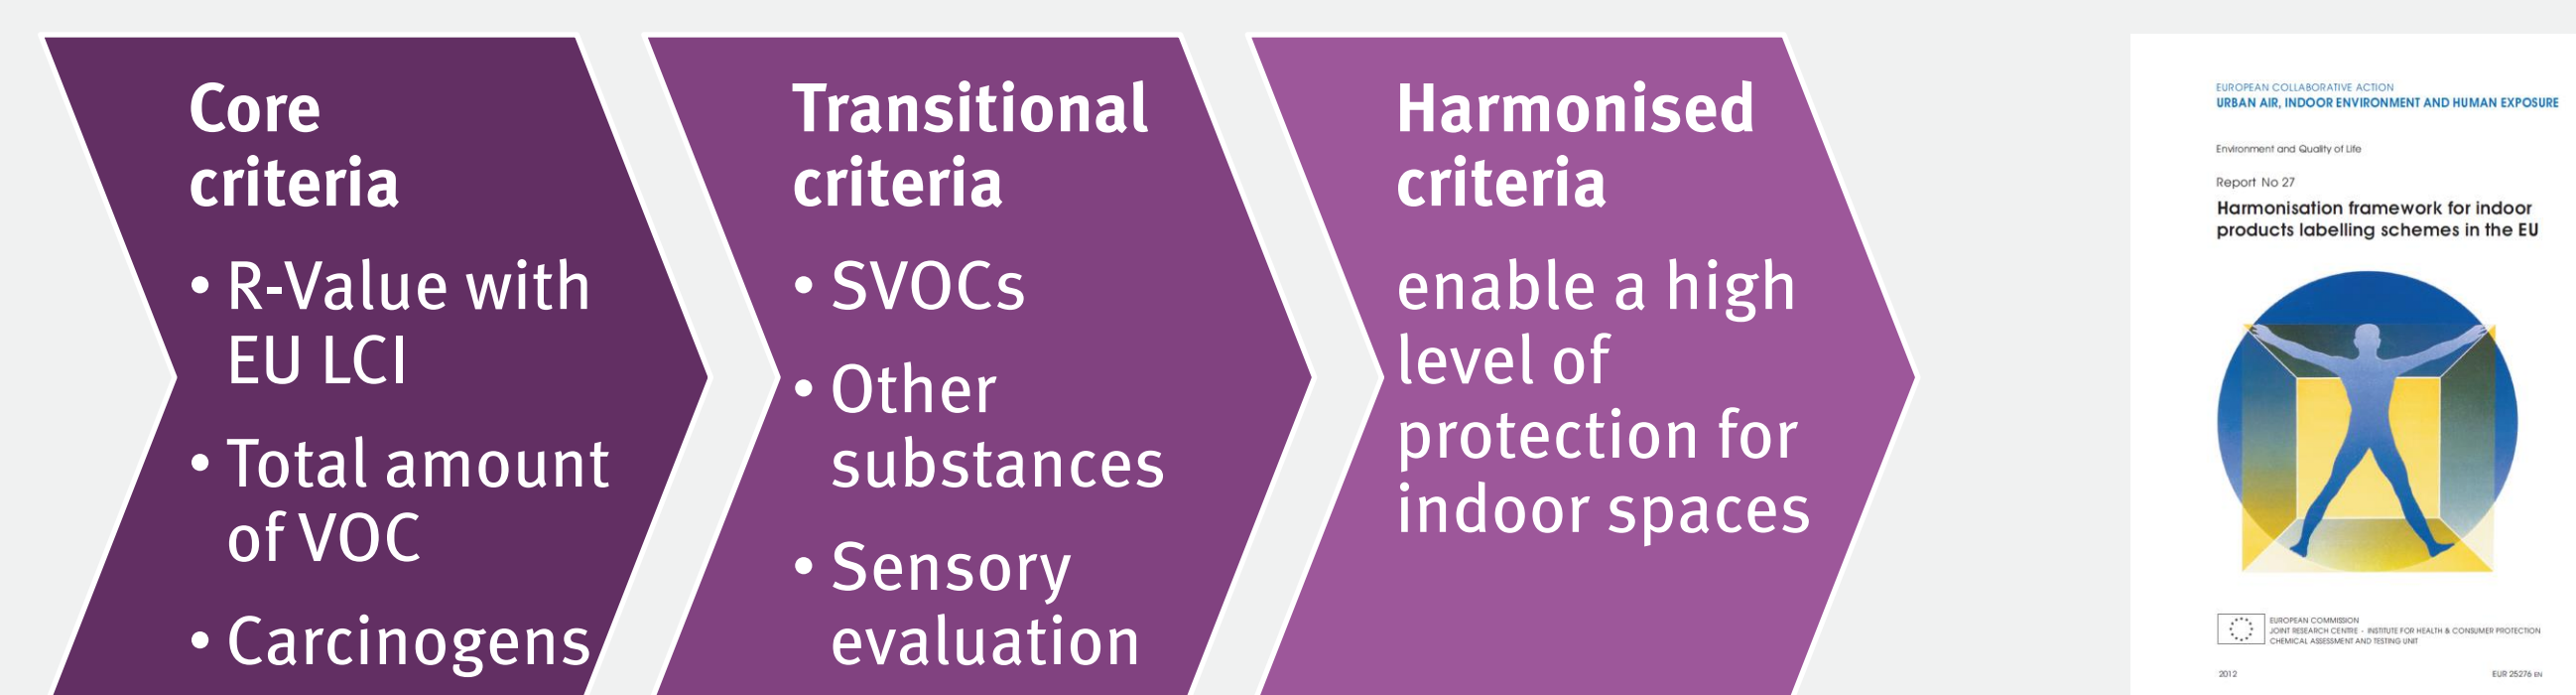 Core
criteria
• R-Value with
EU LCI
• Total amount
of VOC
• Carcinogens
Transitional
criteria
• SVOCs
• Other
substances
• Sensory
evaluation
Harmonised
criteria
enable a high
level of
protection for
indoor spaces
EUROPEAN COLLABORATIVE ACTION
URBAN AIR, INDOOR ENVIRONMENT AND HUMAN EXPOSURE
Environment and Quality of Life
Report No 27
Harmonisation framework for indoor
products labelling schemes in the EU
EUROPEAN COMMISSION
JOINT RESEARCH CENTRE - INSTITUTE FOR HEALTH & CONSUMER PROTECTION
CHEMICAL ASSESSMENT AND TESTING UNIT
2012
EUR 25276 EN